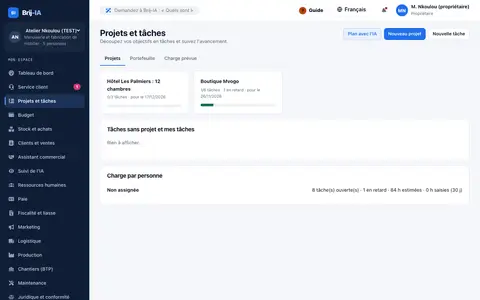 Brij-IA
Demandez à Brij-IA : « Quels sont l
Guide
Français
M. Nkoulou (propriétaire)
Propriétaire
AN
Atelier Nkoulou (TEST)
Menuiserie et fabrication de
mobilier · 5 personnes
MON ESPACE
Tableau de bord
Service client
Projets et tâches
Budget
Stock et achats
Clients et ventes
Assistant commercial
Suivi de l'IA
Ressources humaines
Paie
Fiscalité et liasse
Marketing
Logistique
Production
Chantiers (BTP)
Maintenance
Juridique et conformité
Projets et tâches
Découpez vos objectifs en tâches et suivez l'avancement.
Plan avec l'IA
Nouveau projet
Nouvelle tâche
Projets
Portefeuille
Charge prévue
Hôtel Les Palmiers : 12
chambres
Boutique Mvogo
Tâches sans projet et mes tâches
Rien à afficher.
Charge par personne
Non assignée
8 tâche(s) ouverte(s) · 1 en retard · 64 h estimées · 0 h saisies (30 j)